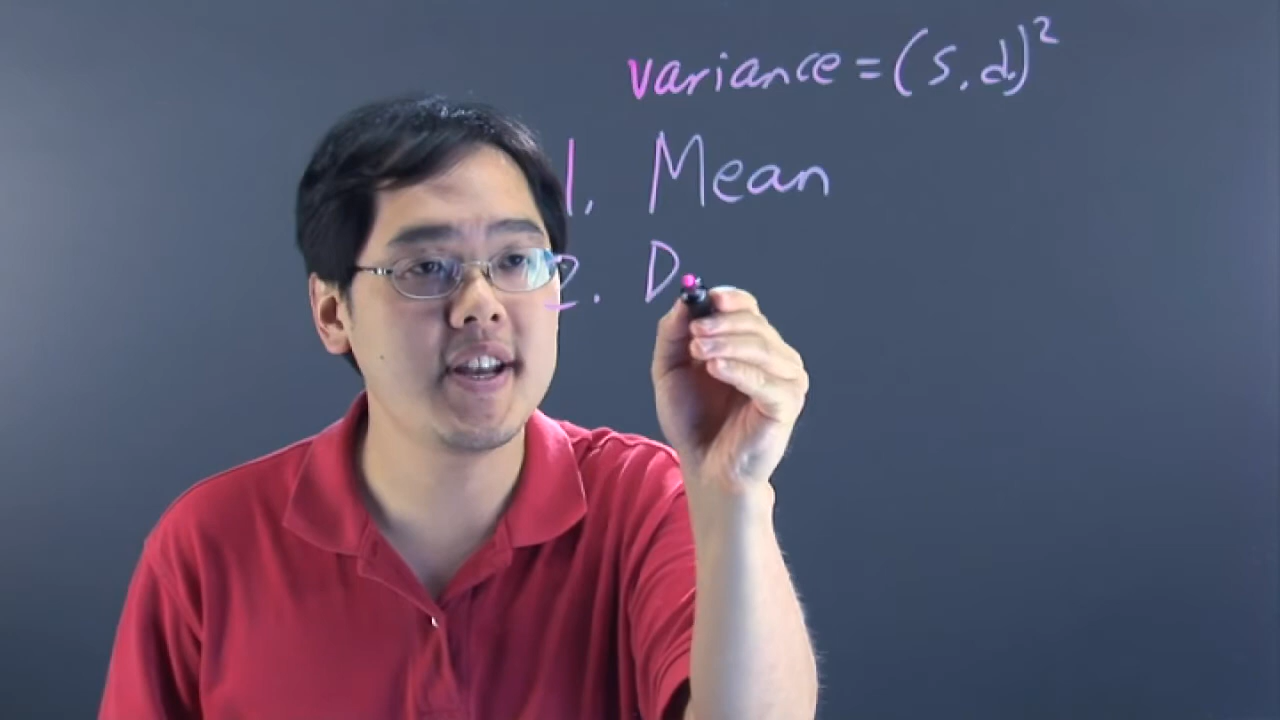 variance = (s.d.)²
1. Mean
2. D